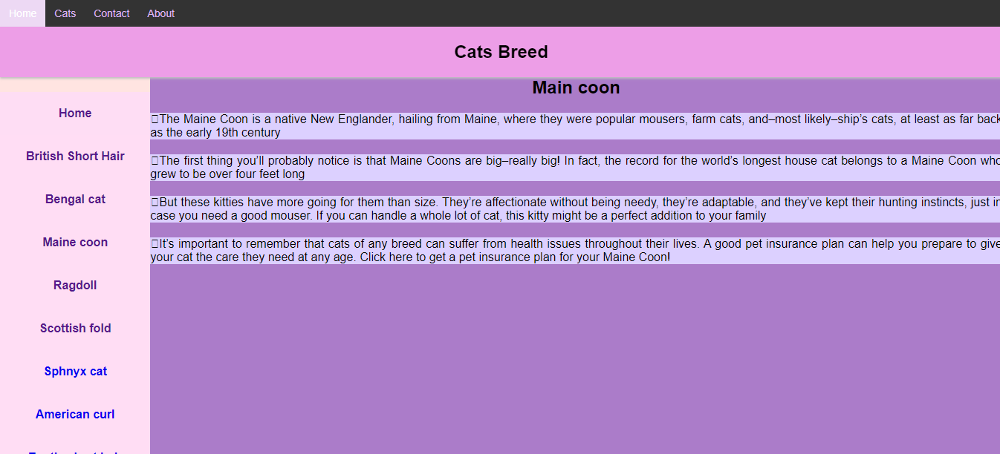 Home Cats Contact About
Cats Breed
Home
British Short Hair
Bengal cat
Maine coon
Ragdoll
Scottish fold
Sphnyx cat
American curl
Main coon
The Maine Coon is a native New Englander, hailing from Maine, where they were popular mousers, farm cats, and–most likely–ship’s cats, at least as far back
as the early 19th century
The first thing you’ll probably notice is that Maine Coons are big–really big! In fact, the record for the world’s longest house cat belongs to a Maine Coon who
grew to be over four feet long
But these kitties have more going for them than size. They’re affectionate without being needy, they’re adaptable, and they’ve kept their hunting instincts, just in
case you need a good mouser. If you can handle a whole lot of cat, this kitty might be a perfect addition to your family
It’s important to remember that cats of any breed can suffer from health issues throughout their lives. A good pet insurance plan can help you prepare to give
your cat the care they need at any age. Click here to get a pet insurance plan for your Maine Coon!